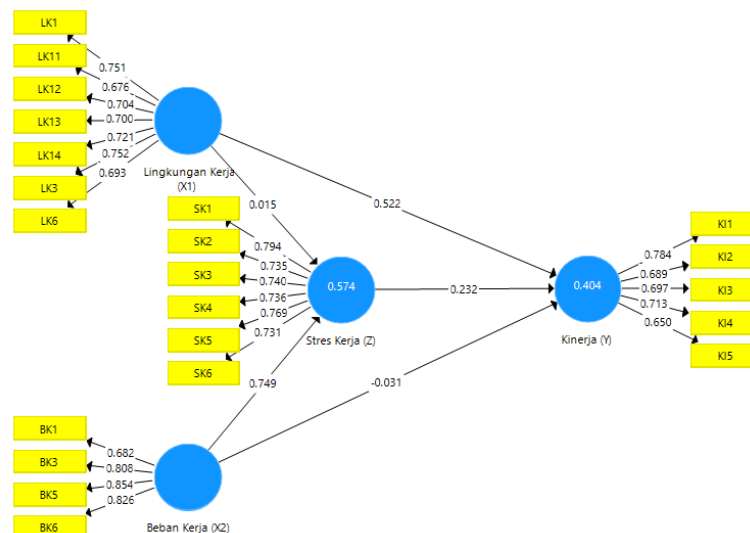 LK1
LK11
LK12
LK13
LK14
LK3
LK6
0.751
0.676
0.704
0.700
0.721
0.752
0.693
Lingkungan Kerja
(X1)
0.015
0.522
SK1
SK2
SK3
SK4
SK5
SK6
0.794
0.735
0.740
0.736
0.769
0.731
0.574
Stres Kerja (Z)
0.232
0.404
Kinerja (Y)
0.784
0.689
0.697
0.713
0.650
KI1
KI2
KI3
KI4
KI5
0.749
-0.031
BK1
BK3
BK5
BK6
0.682
0.808
0.854
0.826
Beban Kerja (X2)